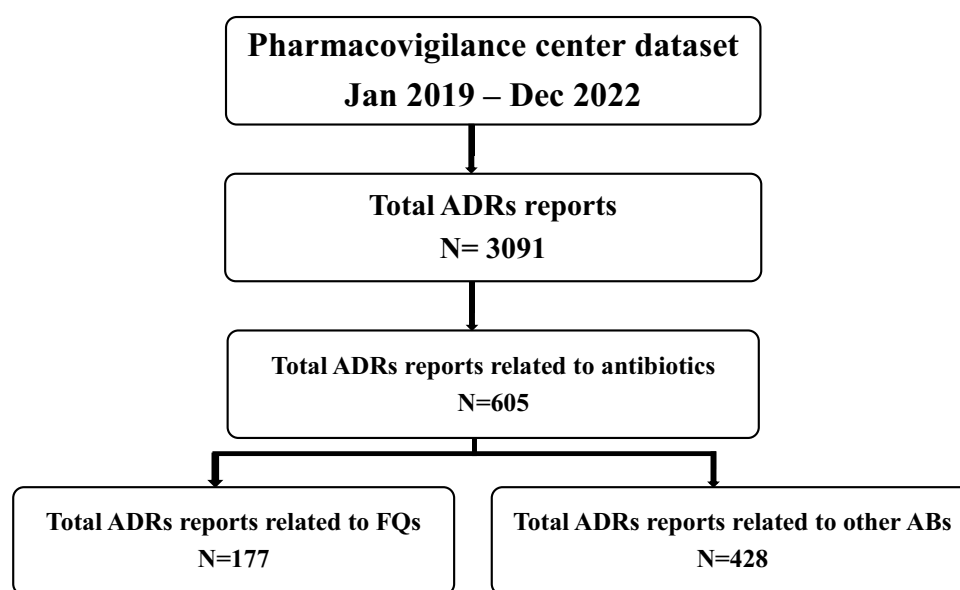 Pharmacovigilance center dataset
Jan 2019 – Dec 2022
Total ADRs reports
N= 3091
Total ADRs reports related to antibiotics
N=605
Total ADRs reports related to FQs
N=177
Total ADRs reports related to other ABs
N=428